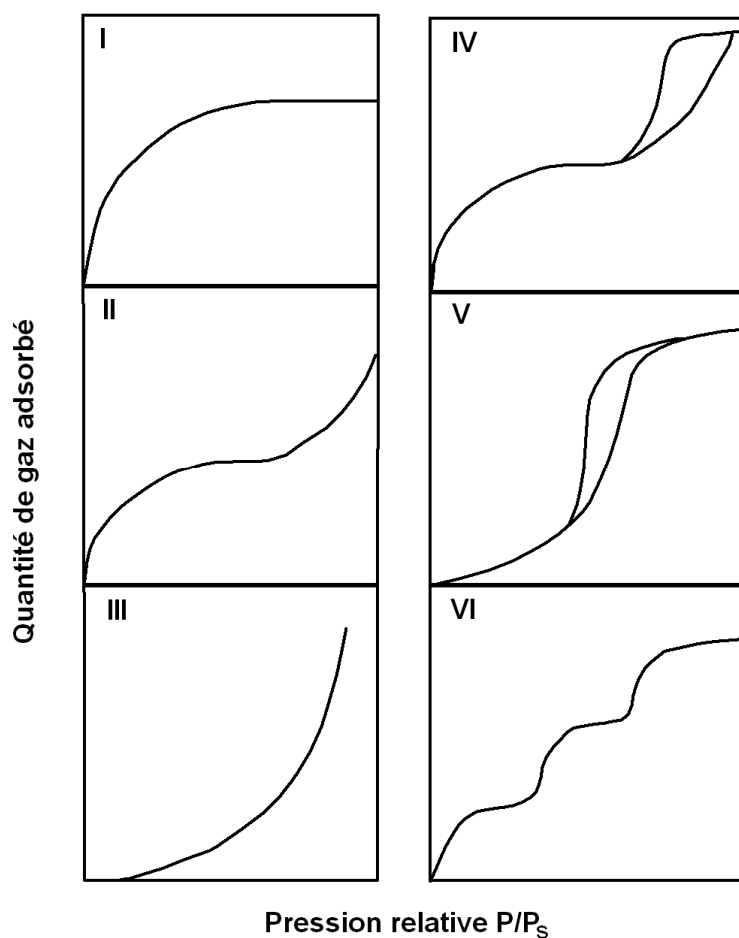 I
IV
II
V
III
VI
Quantité de gaz adsorbé
Pression relative P/Ps